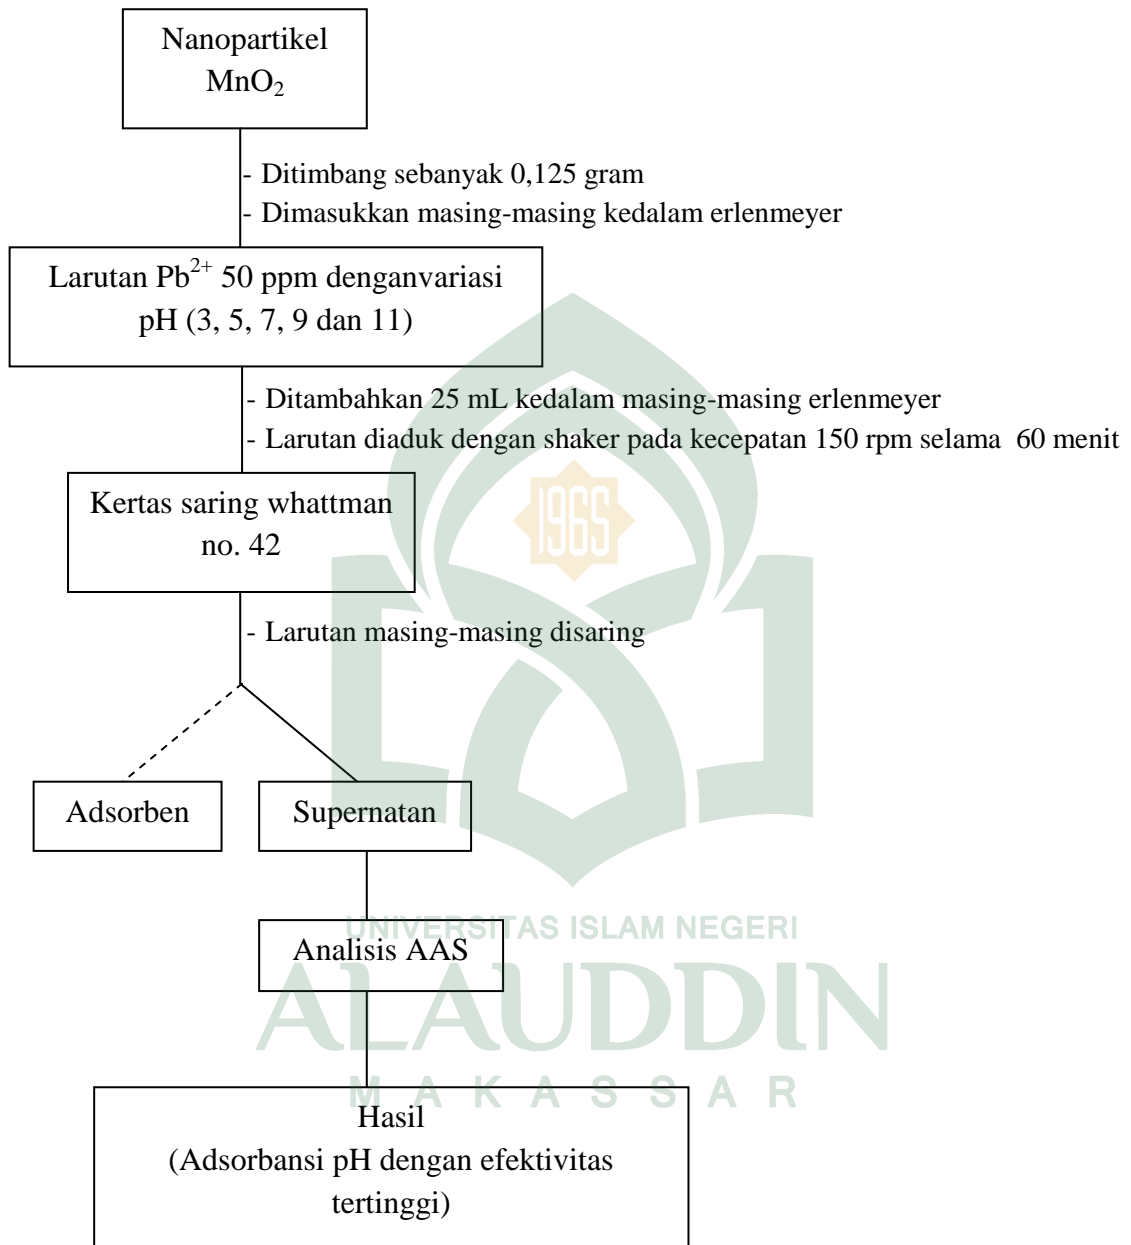 Nanopartikel
MnO₂
- Ditimbang sebanyak 0,125 gram
- Dimasukkan masing-masing kedalam erlenmeyer
Larutan Pb²⁺ 50 ppm denganvariasi
pH (3, 5, 7, 9 dan 11)
- Ditambahkan 25 mL kedalam masing-masing erlenmeyer
- Larutan diaduk dengan shaker pada kecepatan 150 rpm selama 60 menit
Kertas saring whattman
no. 42
1965
- Larutan masing-masing disaring
Adsorben
Supernatan
UNIVERSITAS ISLAM NEGERI
Analisis AAS
ALAUDDIN
MAKASSAR
Hasil
(Adsorbansi pH dengan efektivitas
tertinggi)